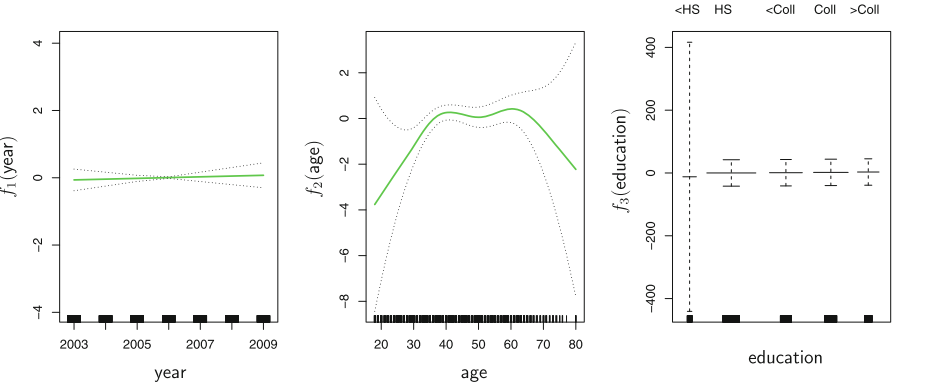 <HS HS <Coll Coll >Coll
f1(year)
4
2
0
−2
−4
2003 2005 2007 2009
year
f2(age)
2
0
−2
−4
−6
−8
20 30 40 50 60 70 80
age
f3(education)
400
200
0
−200
−400
education